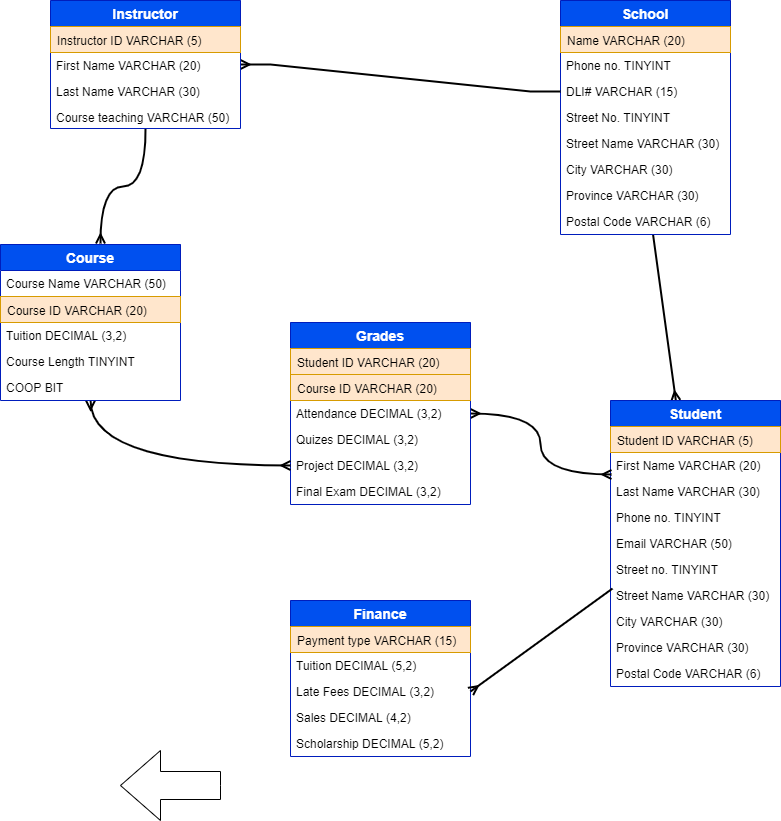 Instructor
Instructor ID VARCHAR (5)
First Name VARCHAR (20)
Last Name VARCHAR (30)
Course teaching VARCHAR (50)
School
Name VARCHAR (20)
Phone no. TINYINT
DLI# VARCHAR (15)
Street No. TINYINT
Street Name VARCHAR (30)
City VARCHAR (30)
Province VARCHAR (30)
Postal Code VARCHAR (6)
Course
Course Name VARCHAR (50)
Course ID VARCHAR (20)
Tuition DECIMAL (3,2)
Course Length TINYINT
COOP BIT
Grades
Student ID VARCHAR (20)
Course ID VARCHAR (20)
Attendance DECIMAL (3,2)
Quizes DECIMAL (3,2)
Project DECIMAL (3,2)
Final Exam DECIMAL (3,2)
Student
Student ID VARCHAR (5)
First Name VARCHAR (20)
Last Name VARCHAR (30)
Phone no. TINYINT
Email VARCHAR (50)
Street no. TINYINT
Street Name VARCHAR (30)
City VARCHAR (30)
Province VARCHAR (30)
Postal Code VARCHAR (6)
Finance
Payment type VARCHAR (15)
Tuition DECIMAL (5,2)
Late Fees DECIMAL (3,2)
Sales DECIMAL (4,2)
Scholarship DECIMAL (5,2)